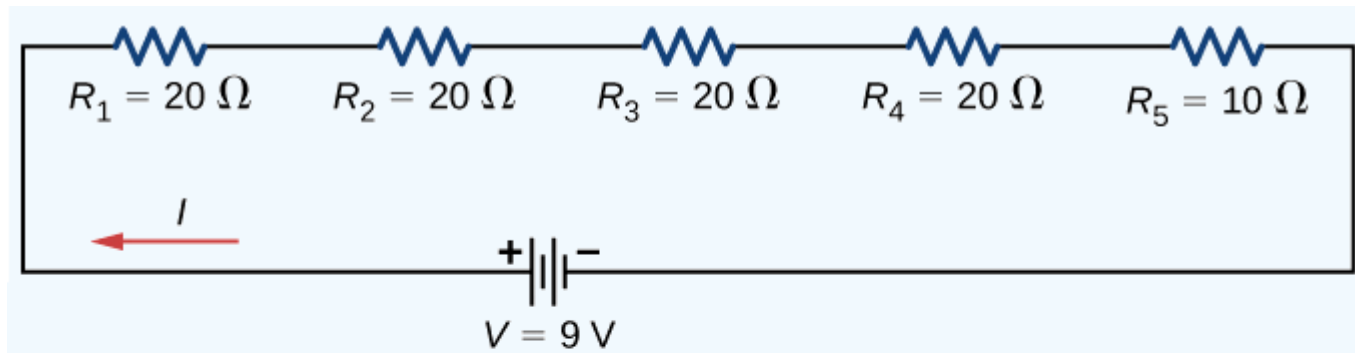 R₁ = 20 Ω R₂ = 20 Ω R₃ = 20 Ω R₄ = 20 Ω R₅ = 10 Ω
I
+ −
V = 9 V